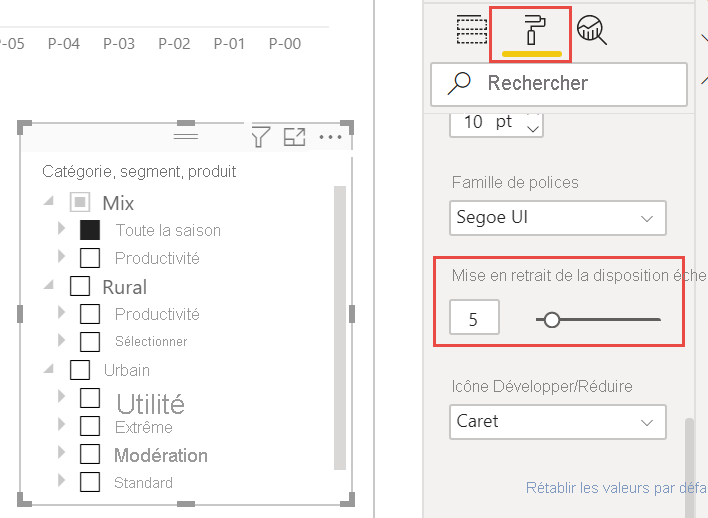 P-05 P-04 P-03 P-02 P-01 P-00
Catégorie, segment, produit
Mix
Toute la saison
Productivité
Rural
Productivité
Sélectionner
Urbain
Utilité
Extrême
Modération
Standard
Rechercher
10 pt
Famille de polices
Segoe UI
Mise en retrait de la disposition éche
5
Icône Développer/Réduire
Caret
Rétablir les valeurs par défa